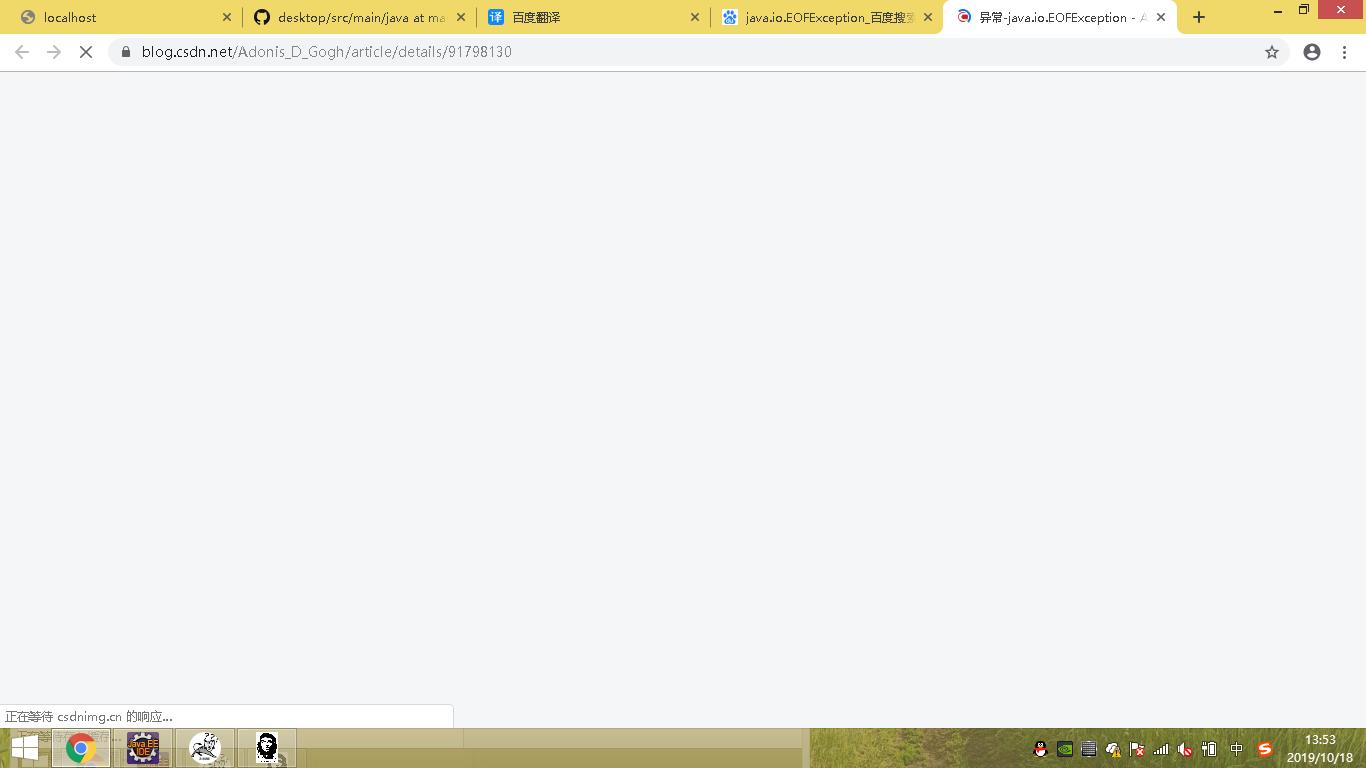 localhost
desktop/src/main/java at ma
译 百度翻译
java.io.EOFException_百度搜
异常-java.io.EOFException - A
blog.csdn.net/Adonis_D_Gogh/article/details/91798130
正在等待 csdnimg.cn 的响应...
Java EE
IDE
中
13:53
2019/10/18